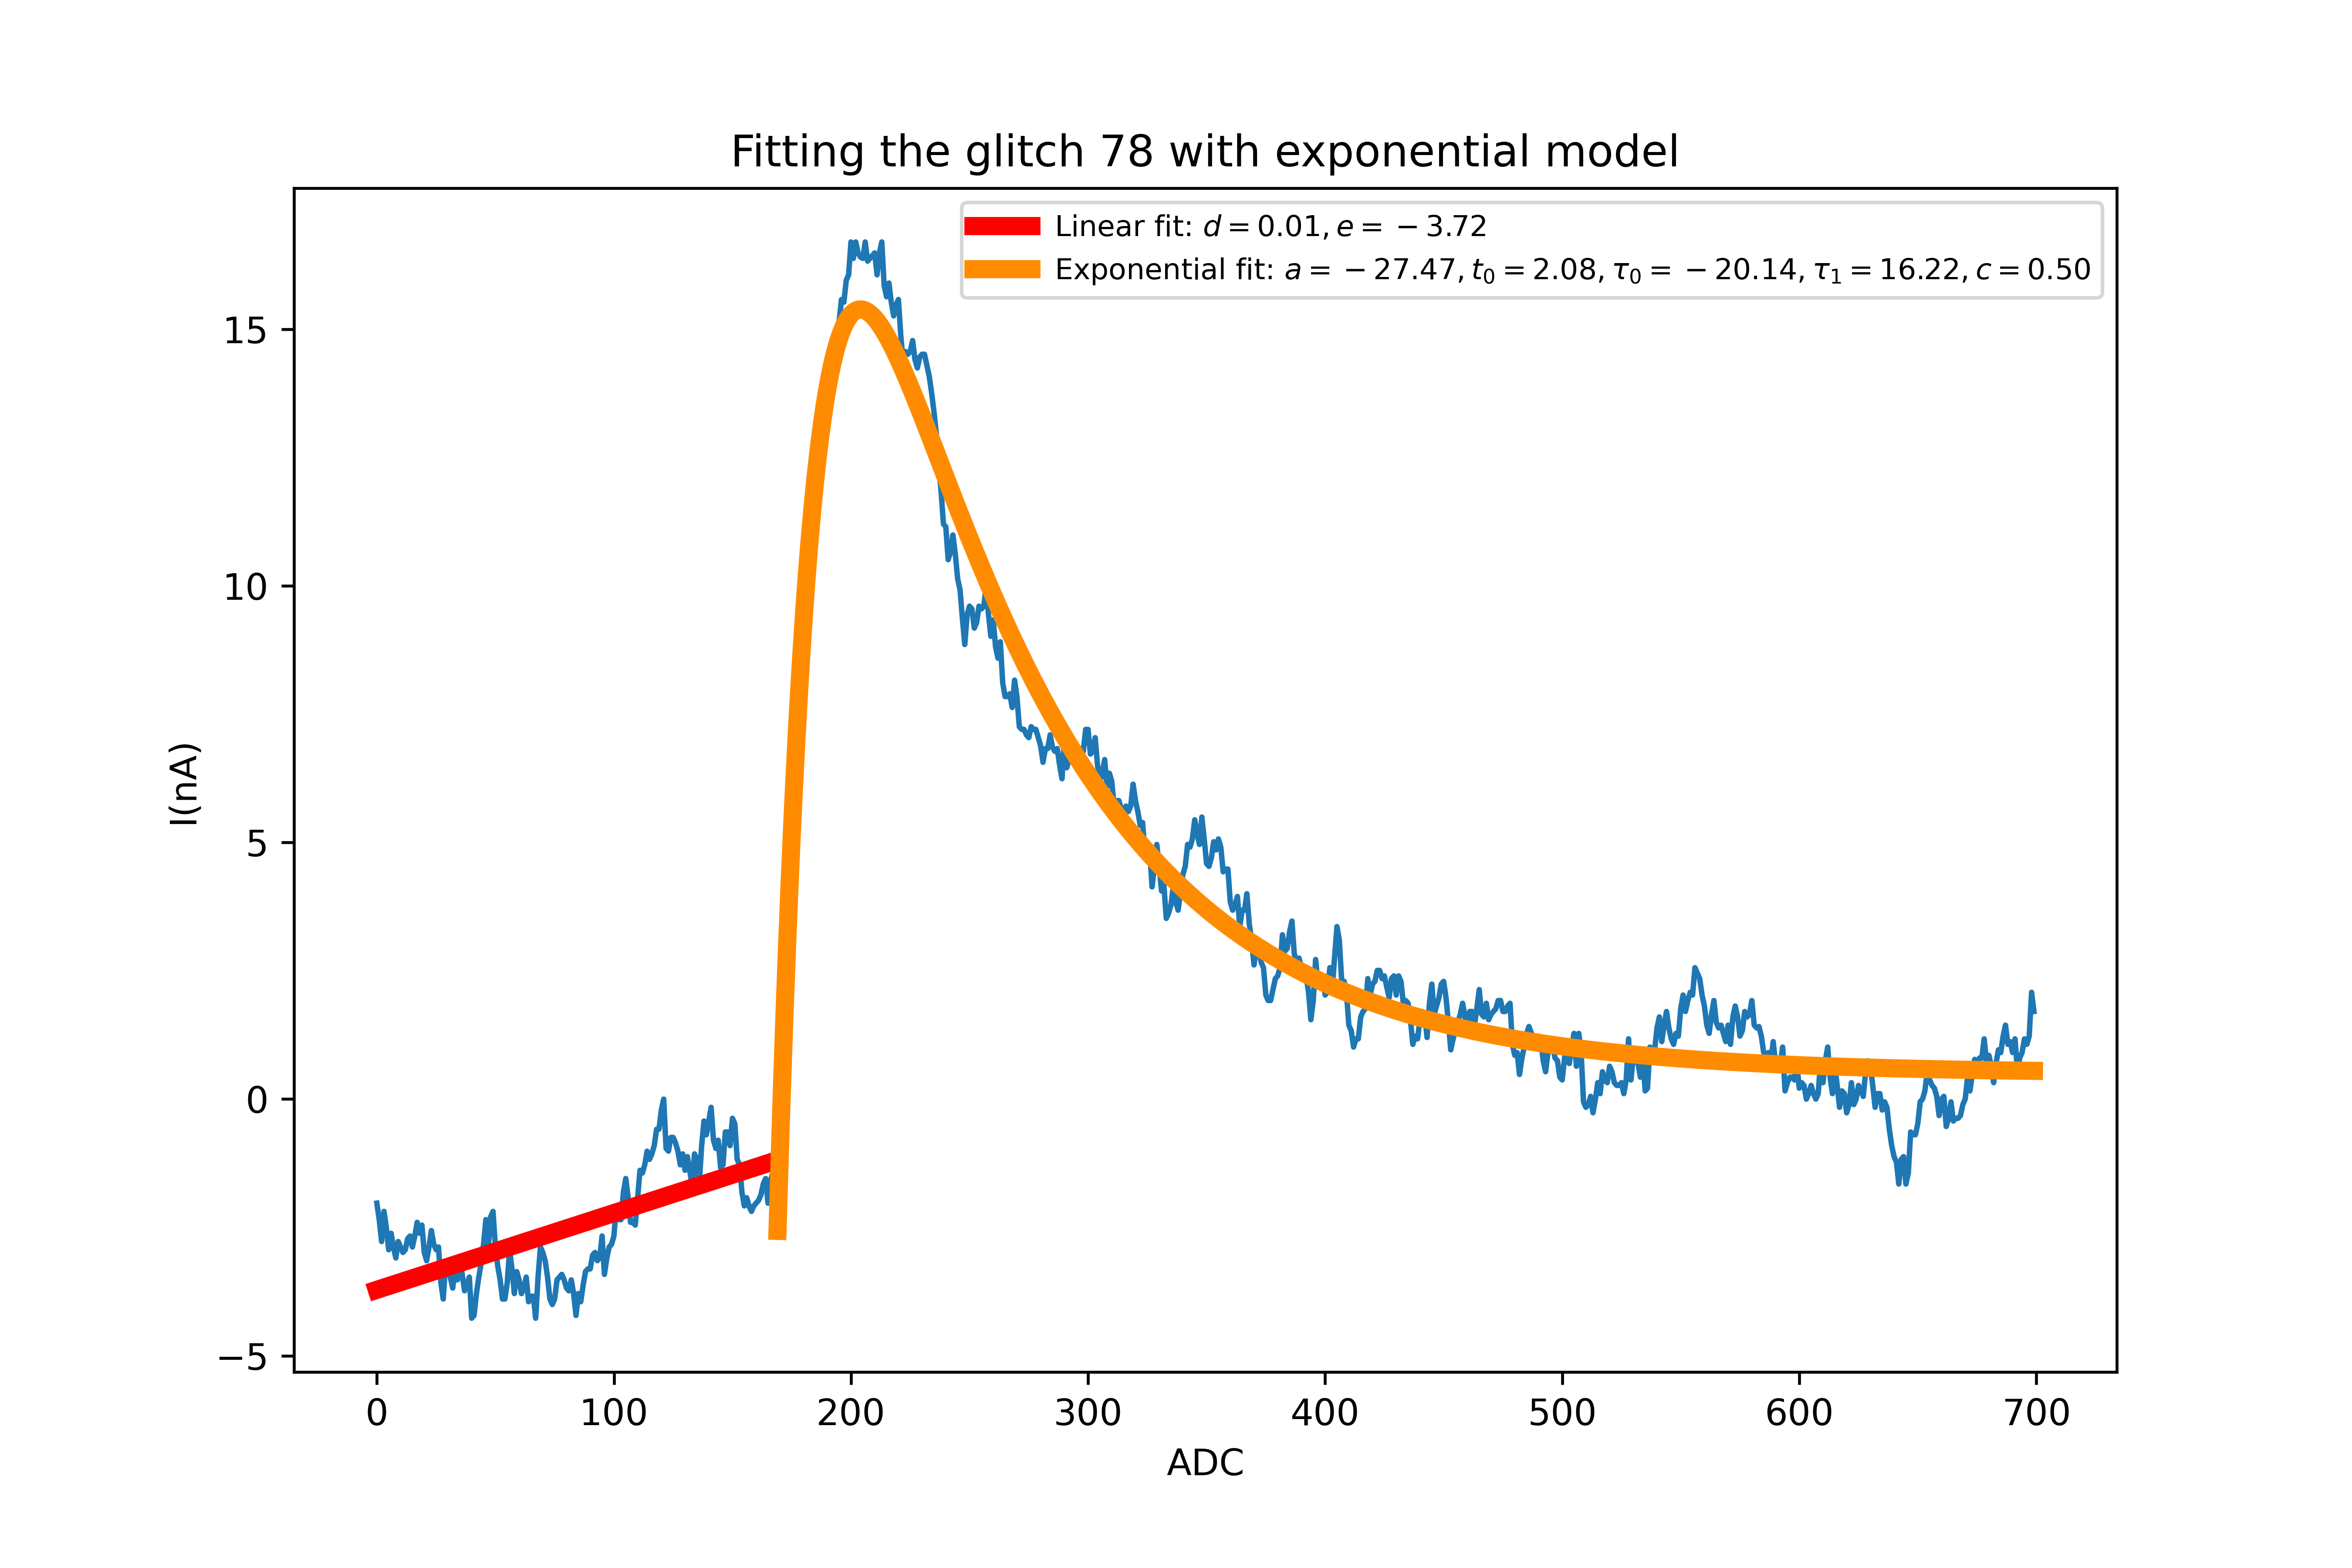 Fitting the glitch 78 with exponential model
Linear fit: d = 0.01, e = −3.72
Exponential fit: a = −27.47, t₀ = 2.08, τ₀ = −20.14, τ₁ = 16.22, c = 0.50
15
10
5
0
−5
I(nA)
0 100 200 300 400 500 600 700
ADC